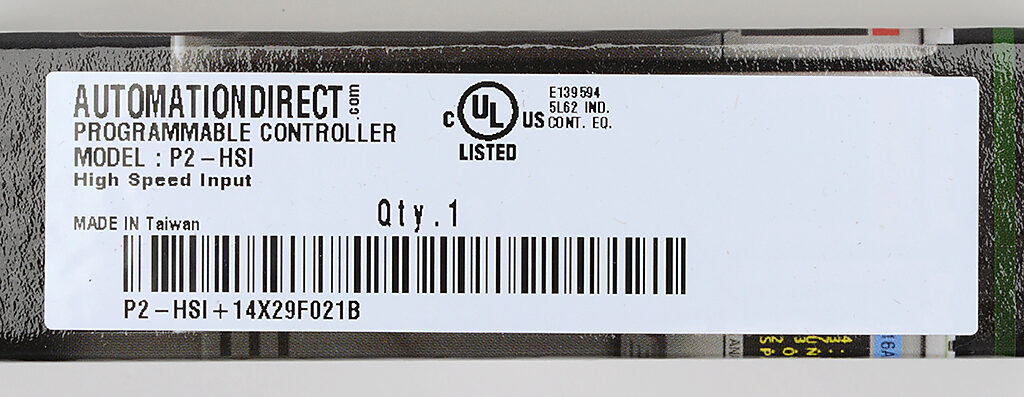 AUTOMATIONDIRECT.com
PROGRAMMABLE CONTROLLER
MODEL : P2-HSI
High Speed Input
C UL US
LISTED
E139594
5L62 IND.
CONT. EQ.
MADE IN Taiwan
Qty.1
P2-HSI+14X29F021B